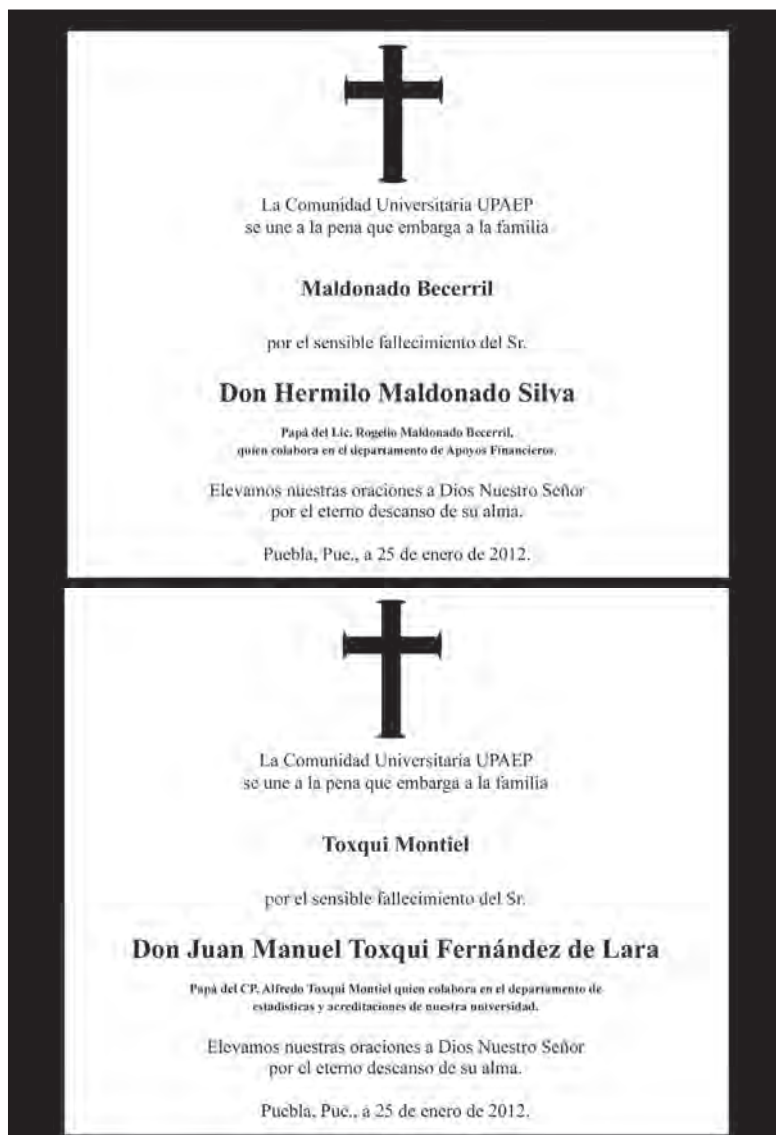 La Comunidad Universitaria UPAEP
se une a la pena que embarga a la familia
Maldonado Becerril
por el sensible fallecimiento del Sr.
Don Hermilo Maldonado Silva
Papá del Lic. Rogelio Maldonado Becerril,
quien colabora en el departamento de Apoyos Financieros.
Elevamos nuestras oraciones a Dios Nuestro Señor
por el eterno descanso de su alma.
Puebla, Pue., a 25 de enero de 2012.
La Comunidad Universitaria UPAEP
se une a la pena que embarga a la familia
Toxqui Montiel
por el sensible fallecimiento del Sr.
Don Juan Manuel Toxqui Fernández de Lara
Papá del CP. Alfredo Toxqui Montiel quien colabora en el departamento de
estadísticas y acreditaciones de nuestra universidad.
Elevamos nuestras oraciones a Dios Nuestro Señor
por el eterno descanso de su alma.
Puebla, Pue., a 25 de enero de 2012.